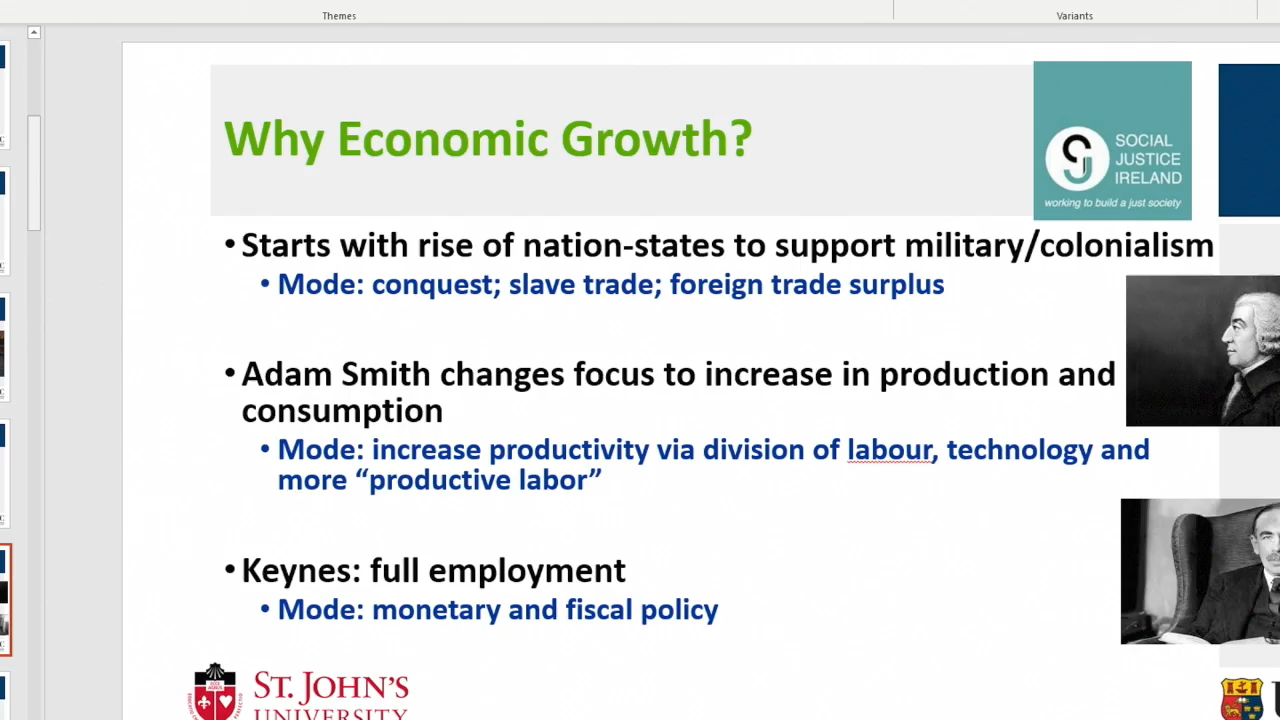 Themes
Variants
Why Economic Growth?
SOCIAL
JUSTICE
IRELAND
working to build a just society
• Starts with rise of nation-states to support military/colonialism
• Mode: conquest; slave trade; foreign trade surplus
• Adam Smith changes focus to increase in production and
consumption
• Mode: increase productivity via division of labour, technology and
more “productive labor”
• Keynes: full employment
• Mode: monetary and fiscal policy
ST. JOHN'S
UNIVERSITY